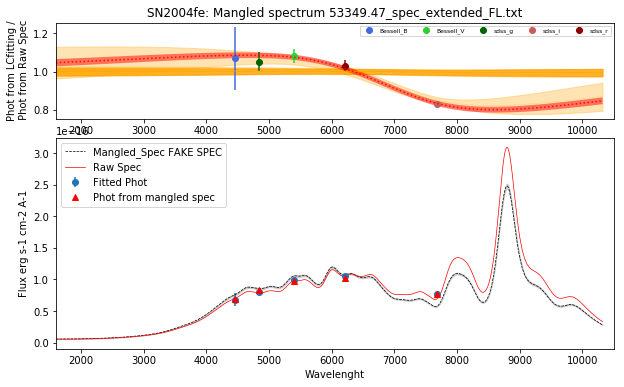 SN2004fe: Mangled spectrum 53349.47_spec_extended_FL.txt
Phot from LCfitting /
Phot from Raw Spec
1.2
1.0
0.8
Bessell_B
Bessell_V
sdss_g
sdss_i
sdss_r
2000 3000 4000 5000 6000 7000 8000 9000 10000
Flux erg s-1 cm-2 A-1
3.0
2.5
2.0
1.5
1.0
0.5
0.0
Mangled_Spec FAKE SPEC
Raw Spec
Fitted Phot
Phot from mangled spec
2000 3000 4000 5000 6000 7000 8000 9000 10000
Wavelenght